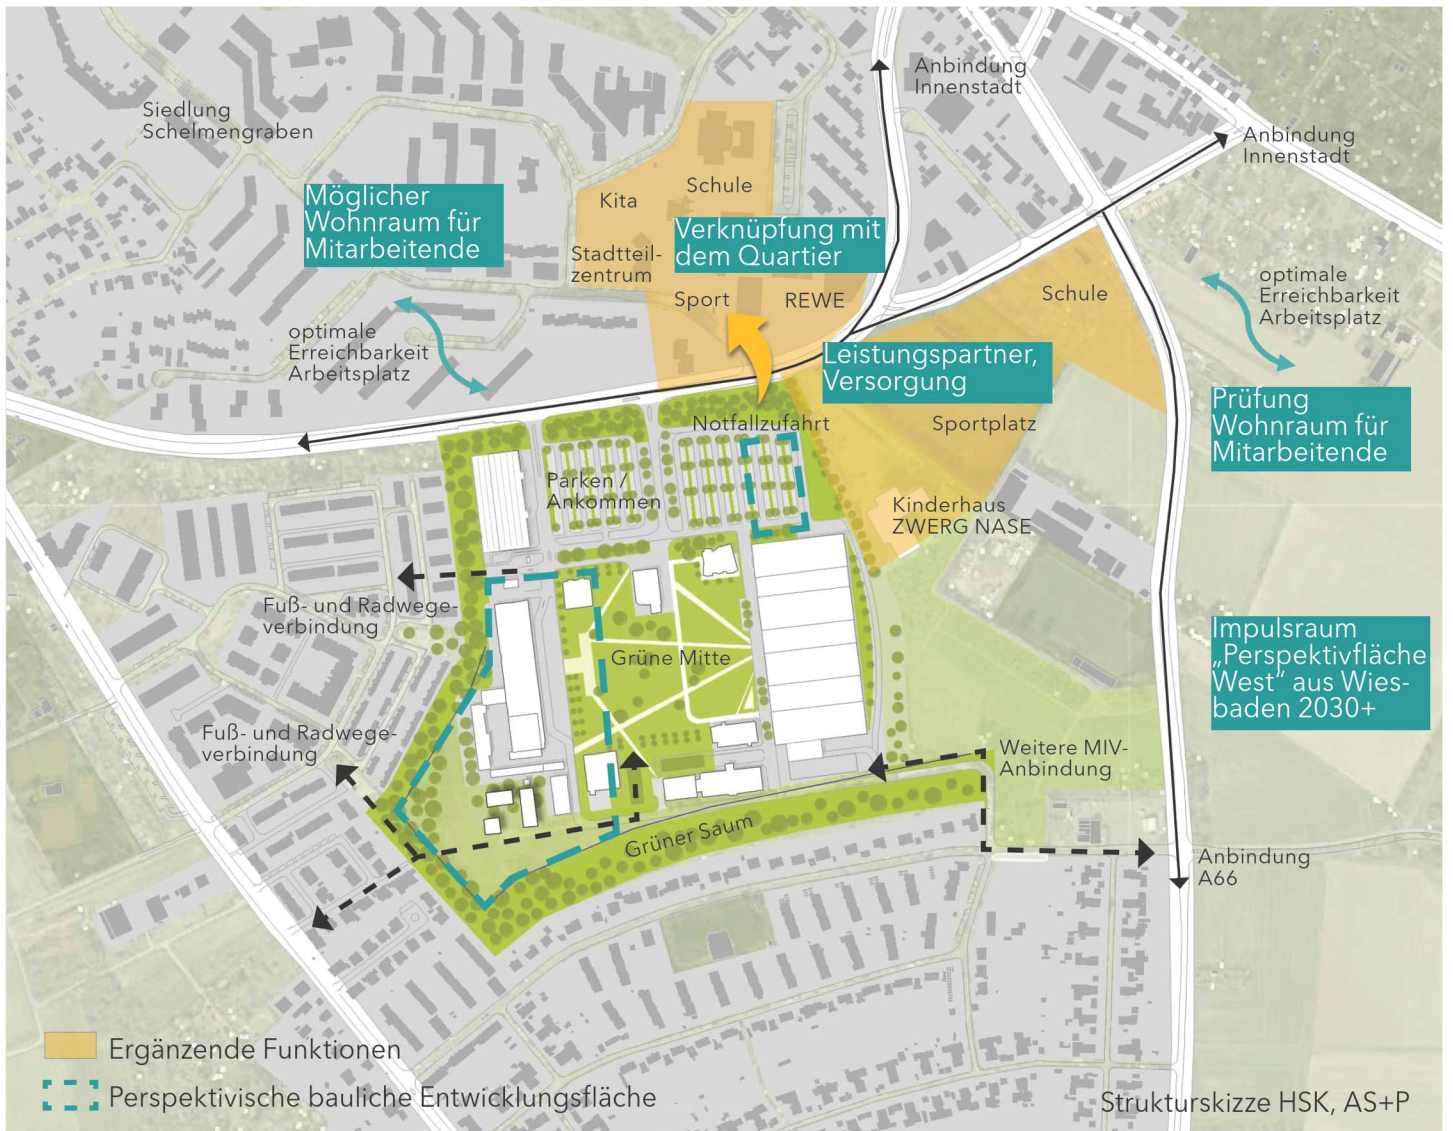 Anbindung
Innenstadt
Siedlung
Schelmengraben
Anbindung
Innenstadt
Möglicher
Wohnraum für
Mitarbeitende
Kita
Schule
Verknüpfung mit
dem Quartier
Stadtteil-
zentrum
Sport
REWE
Schule
optimale
Erreichbarkeit
Arbeitsplatz
optimale
Erreichbarkeit
Arbeitsplatz
Leistungspartner,
Versorgung
Prüfung
Wohnraum für
Mitarbeitende
Notfallzufahrt
Sportplatz
Parken /
Ankommen
Kinderhaus
ZWERG NASE
Fuß- und Radwege-
verbindung
Grüne Mitte
Impulsraum
„Perspektivfläche
West“ aus Wies-
baden 2030+
Fuß- und Radwege-
verbindung
Weitere MIV-
Anbindung
Grüner Saum
Anbindung
A66
Ergänzende Funktionen
Perspektivische bauliche Entwicklungsfläche
Strukturskizze HSK, AS+P